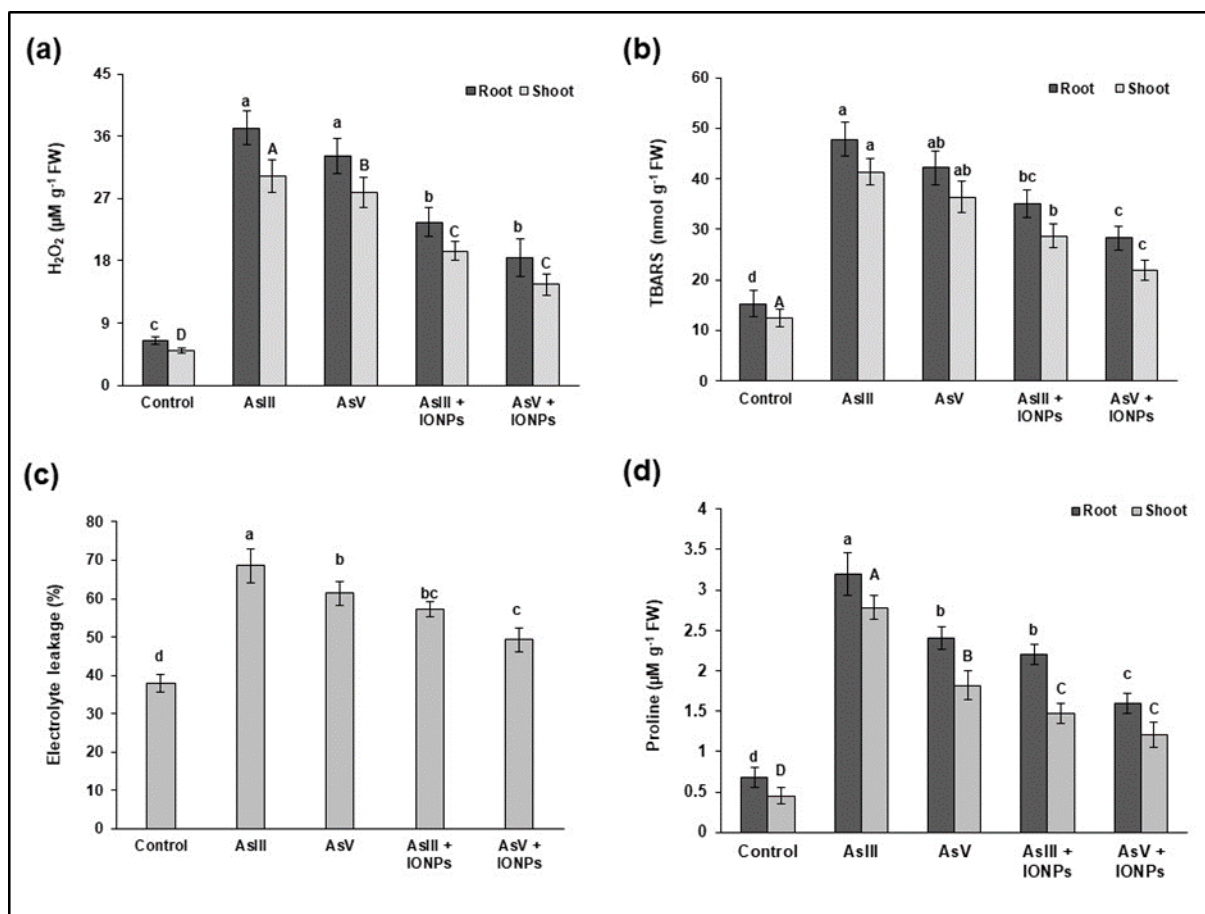 (a)
45
36
27
18
9
0
H₂O₂ (µM g⁻¹ FW)
Root Shoot
a
A
a
B
b
C
b
C
c
D
Control AsIII AsV AsIII + IONPs AsV + IONPs
(b)
60
50
40
30
20
10
0
TBARS (nmol g⁻¹ FW)
Root Shoot
a
a
ab
ab
bc
b
c
c
d
A
Control AsIII AsV AsIII + IONPs AsV + IONPs
(c)
80
70
60
50
40
30
20
10
0
Electrolyte leakage (%)
d
a
b
bc
c
Control AsIII AsV AsIII + IONPs AsV + IONPs
(d)
4
3.5
3
2.5
2
1.5
1
0.5
0
Proline (µM g⁻¹ FW)
Root Shoot
d
D
a
A
b
B
b
C
c
C
Control AsIII AsV AsIII + IONPs AsV + IONPs